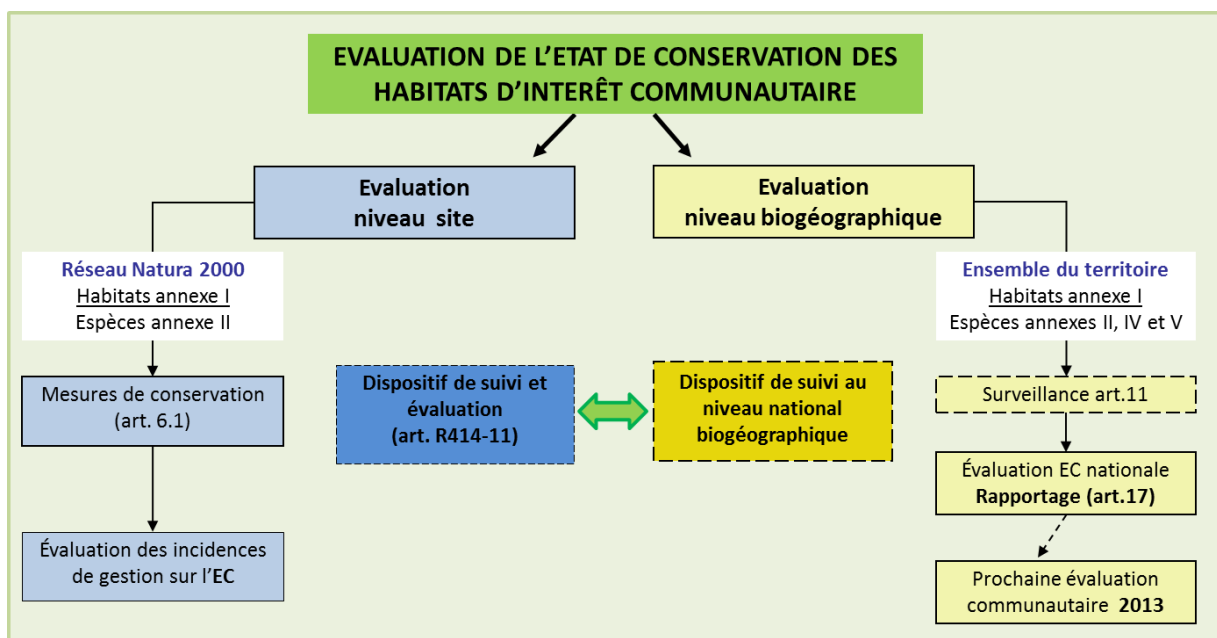 EVALUATION DE L'ETAT DE CONSERVATION DES
HABITATS D'INTERÊT COMMUNAUTAIRE
Evaluation
niveau site
Evaluation
niveau biogéographique
Réseau Natura 2000
Habitats annexe I
Espèces annexe II
Ensemble du territoire
Habitats annexe I
Espèces annexes II, IV et V
Mesures de conservation
(art. 6.1)
Dispositif de suivi et
évaluation
(art. R414-11)
Dispositif de suivi au
niveau national
biogéographique
Surveillance art.11
Évaluation EC nationale
Rapportage (art.17)
Évaluation des incidences
de gestion sur l'EC
Prochaine évaluation
communautaire 2013